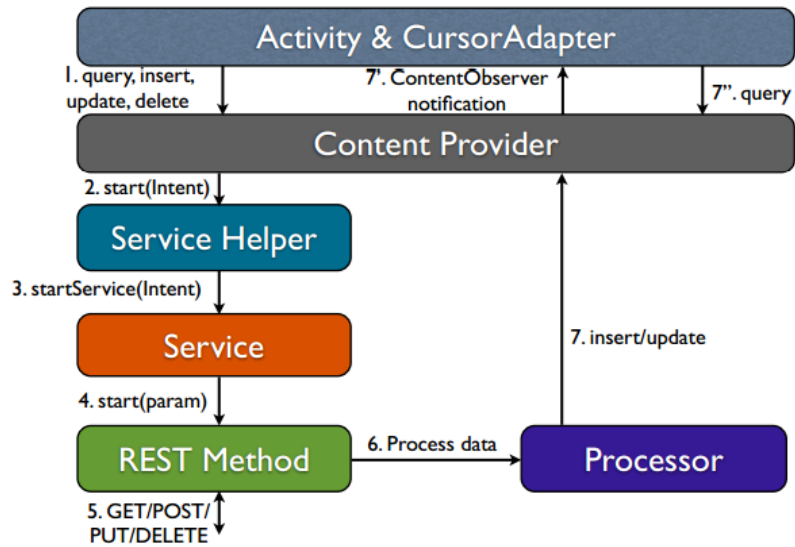 Activity & CursorAdapter
1. query, insert,
update, delete
7'. ContentObserver
notification
7''. query
Content Provider
2. start(Intent)
Service Helper
3. startService(Intent)
Service
7. insert/update
4. start(param)
REST Method
6. Process data
Processor
5. GET/POST/
PUT/DELETE